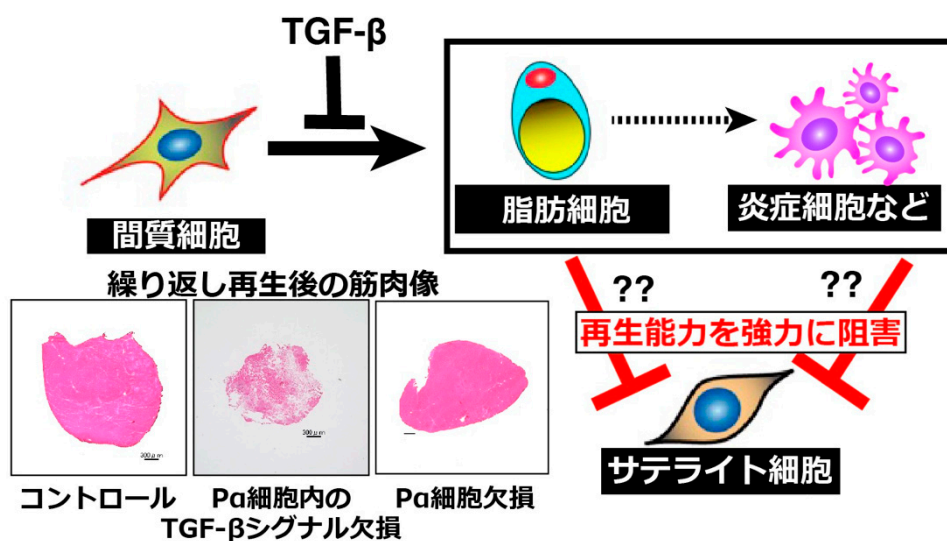 TGF-β
間質細胞
脂肪細胞
炎症細胞など
繰り返し再生後の筋肉像
??
??
再生能力を強力に阻害
サテライト細胞
300μm
300μm
コントロール
Pα細胞内の
TGF-βシグナル欠損
Pα細胞欠損